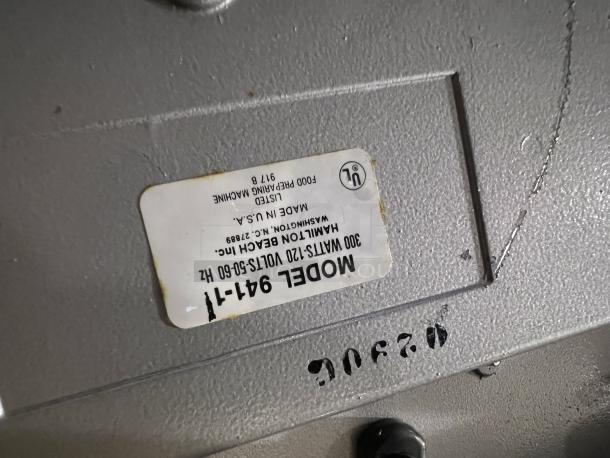 MODEL 941-1
300 WATTS-120 VOLTS-50-60 Hz
HAMILTON BEACH Inc.
WASHINGTON, N.C. 27889
MADE IN U.S.A.
LISTED
FOOD PREPARING MACHINE
917 B
UL